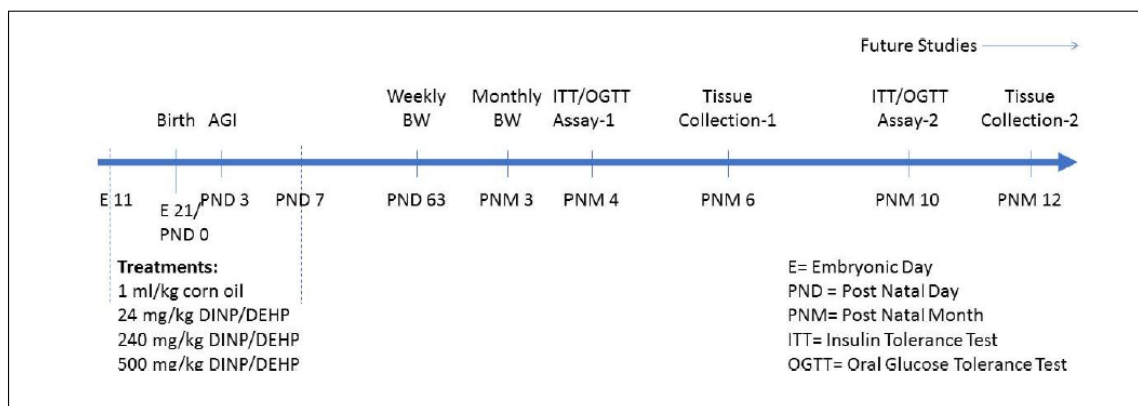 Future Studies
Weekly Monthly ITT/OGTT Tissue ITT/OGTT Tissue
Birth AGI BW BW Assay-1 Collection-1 Assay-2 Collection-2
E 11 PND 3 PND 7 PND 63 PNM 3 PNM 4 PNM 6 PNM 10 PNM 12
E 21/
PND 0
Treatments:
1 ml/kg corn oil
24 mg/kg DINP/DEHP
240 mg/kg DINP/DEHP
500 mg/kg DINP/DEHP
E= Embryonic Day
PND = Post Natal Day
PNM= Post Natal Month
ITT= Insulin Tolerance Test
OGTT= Oral Glucose Tolerance Test